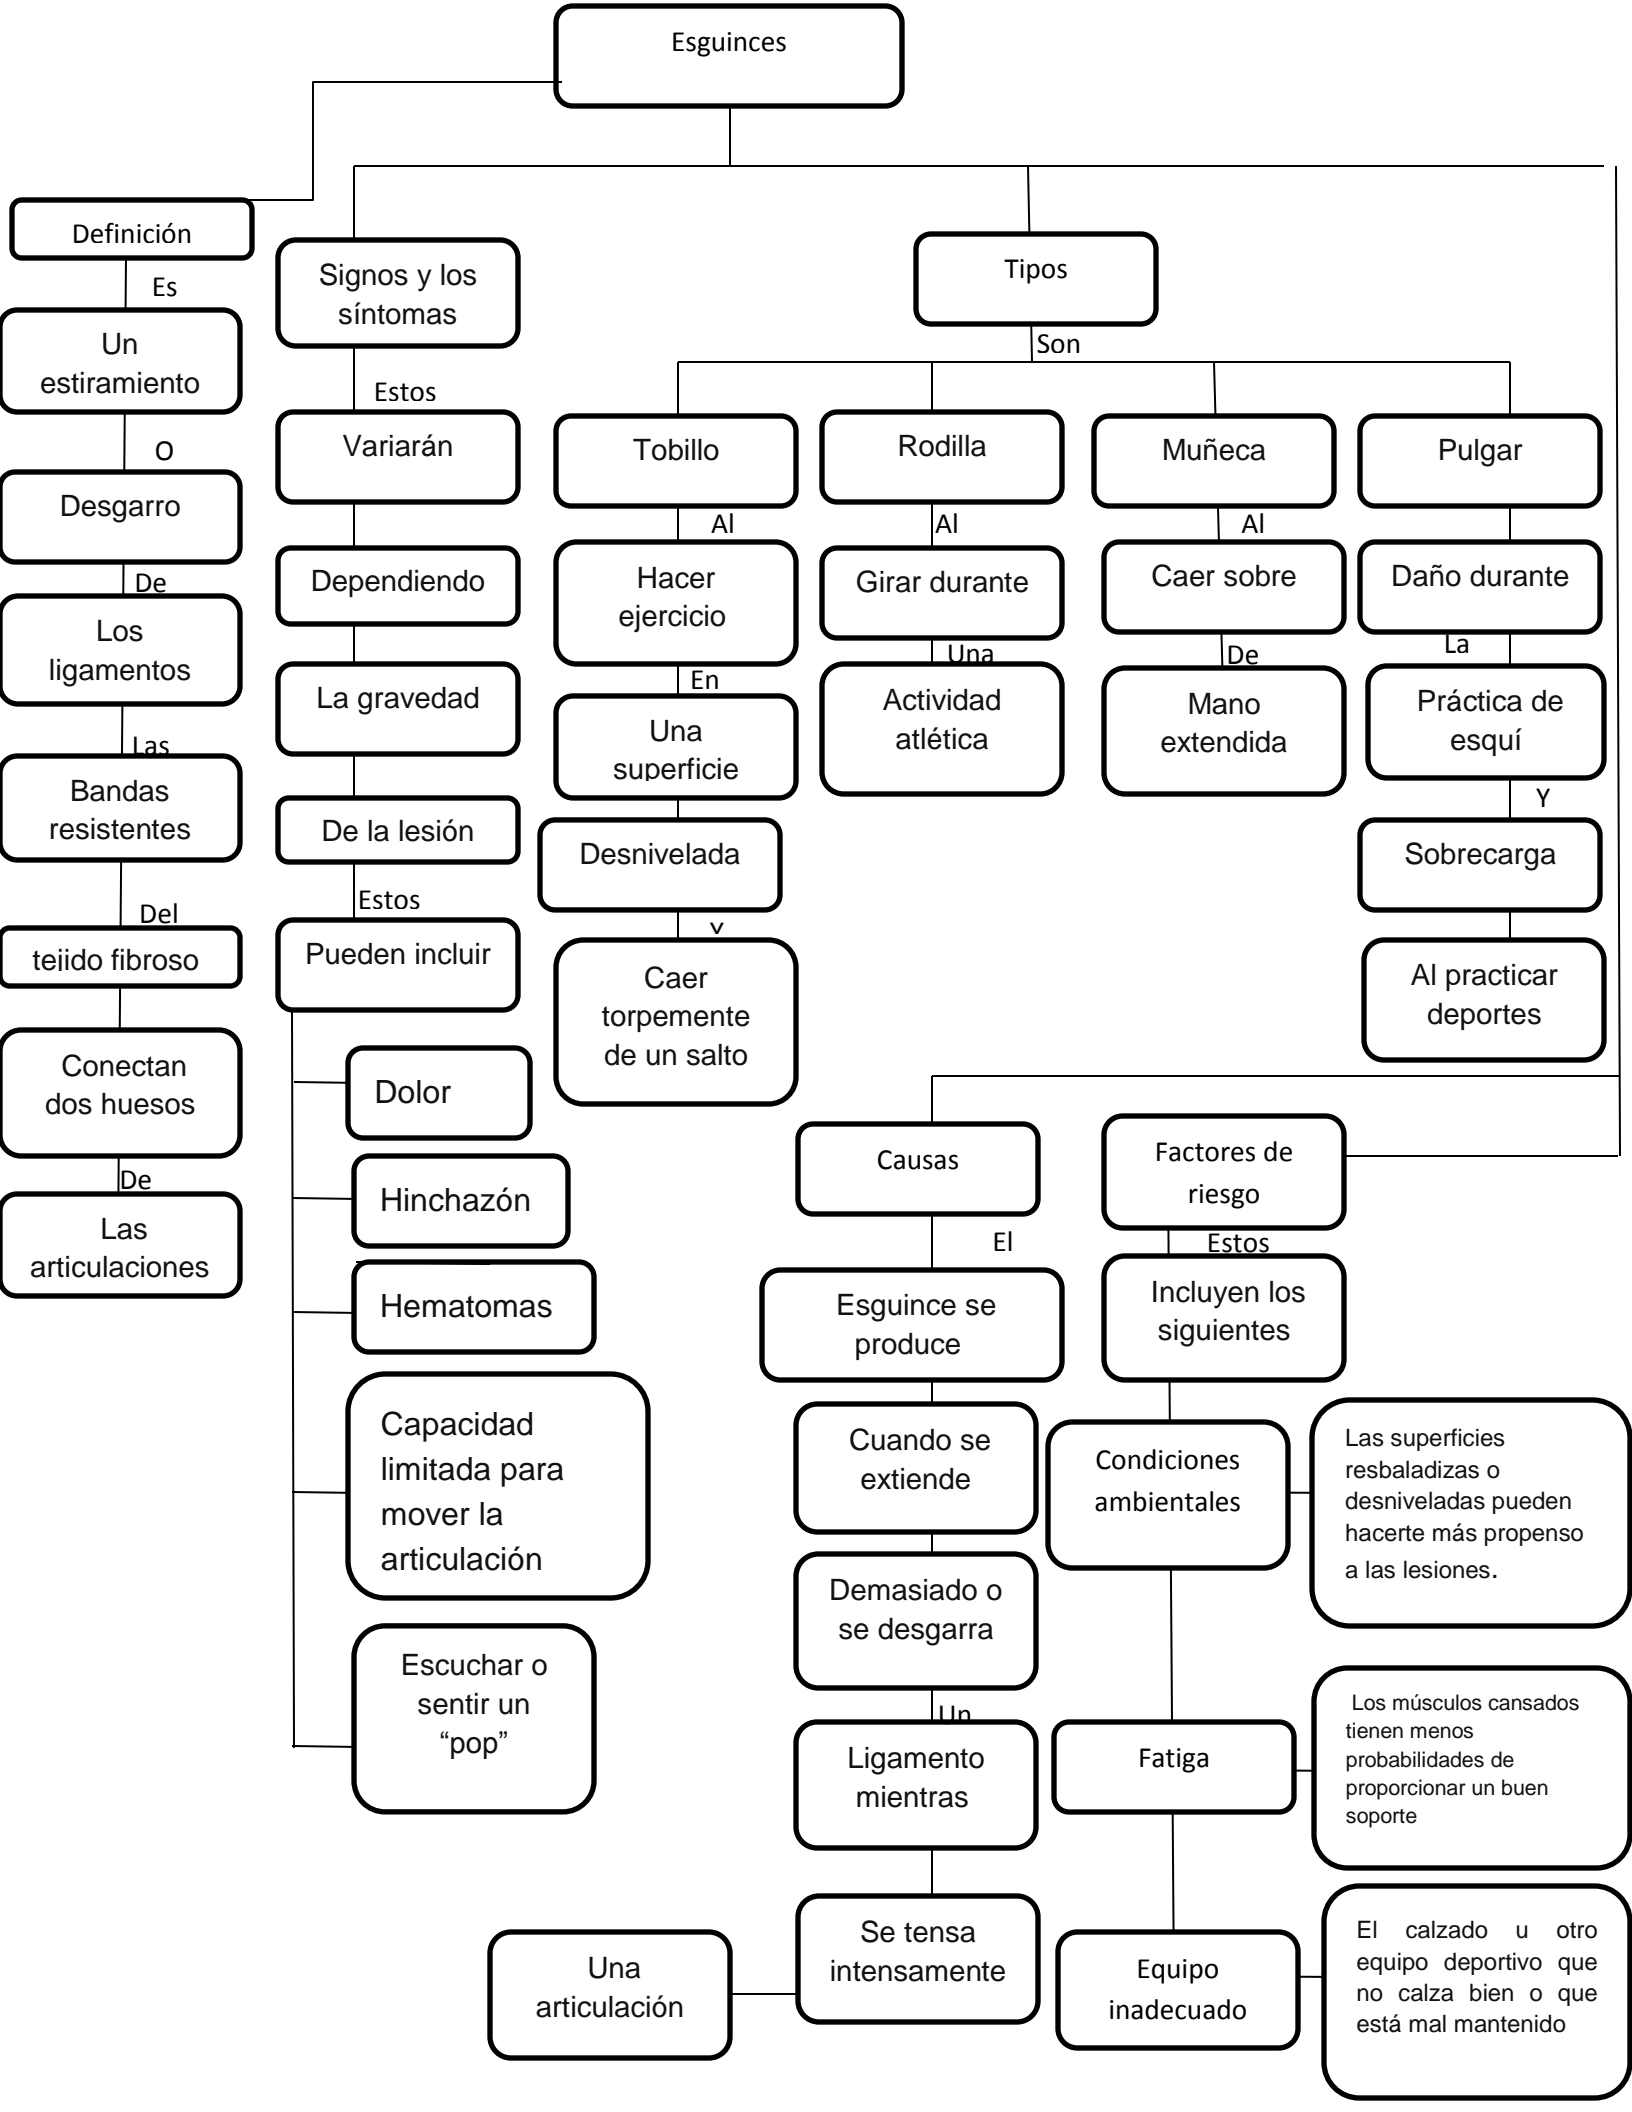 Esguinces
Definición
Es
Un
estiramiento
O
Desgarro
De
Los
ligamentos
Las
Bandas
resistentes
Del
tejido fibroso
Conectan
dos huesos
De
Las
articulaciones
Signos y los
síntomas
Estos
Variarán
Dependiendo
La gravedad
De la lesión
Estos
Pueden incluir
Dolor
Hinchazón
Hematomas
Capacidad
limitada para
mover la
articulación
Escuchar o
sentir un
“pop”
Tipos
Son
Tobillo
Al
Hacer
ejercicio
En
Una
superficie
Desnivelada
y
Caer
torpemente
de un salto
Rodilla
Al
Girar durante
Una
Actividad
atlética
Muñeca
Al
Caer sobre
De
Mano
extendida
Pulgar
Daño durante
La
Práctica de
esquí
Y
Sobrecarga
Al practicar
deportes
Causas
El
Esguince se
produce
Cuando se
extiende
Demasiado o
se desgarra
Un
Ligamento
mientras
Se tensa
intensamente
Una
articulación
Factores de
riesgo
Estos
Incluyen los
siguientes
Condiciones
ambientales
Las superficies
resbaladizas o
desniveladas pueden
hacerte más propenso
a las lesiones.
Fatiga
Los músculos cansados
tienen menos
probabilidades de
proporcionar un buen
soporte
Equipo
inadecuado
El calzado u otro
equipo deportivo que
no calza bien o que
está mal mantenido